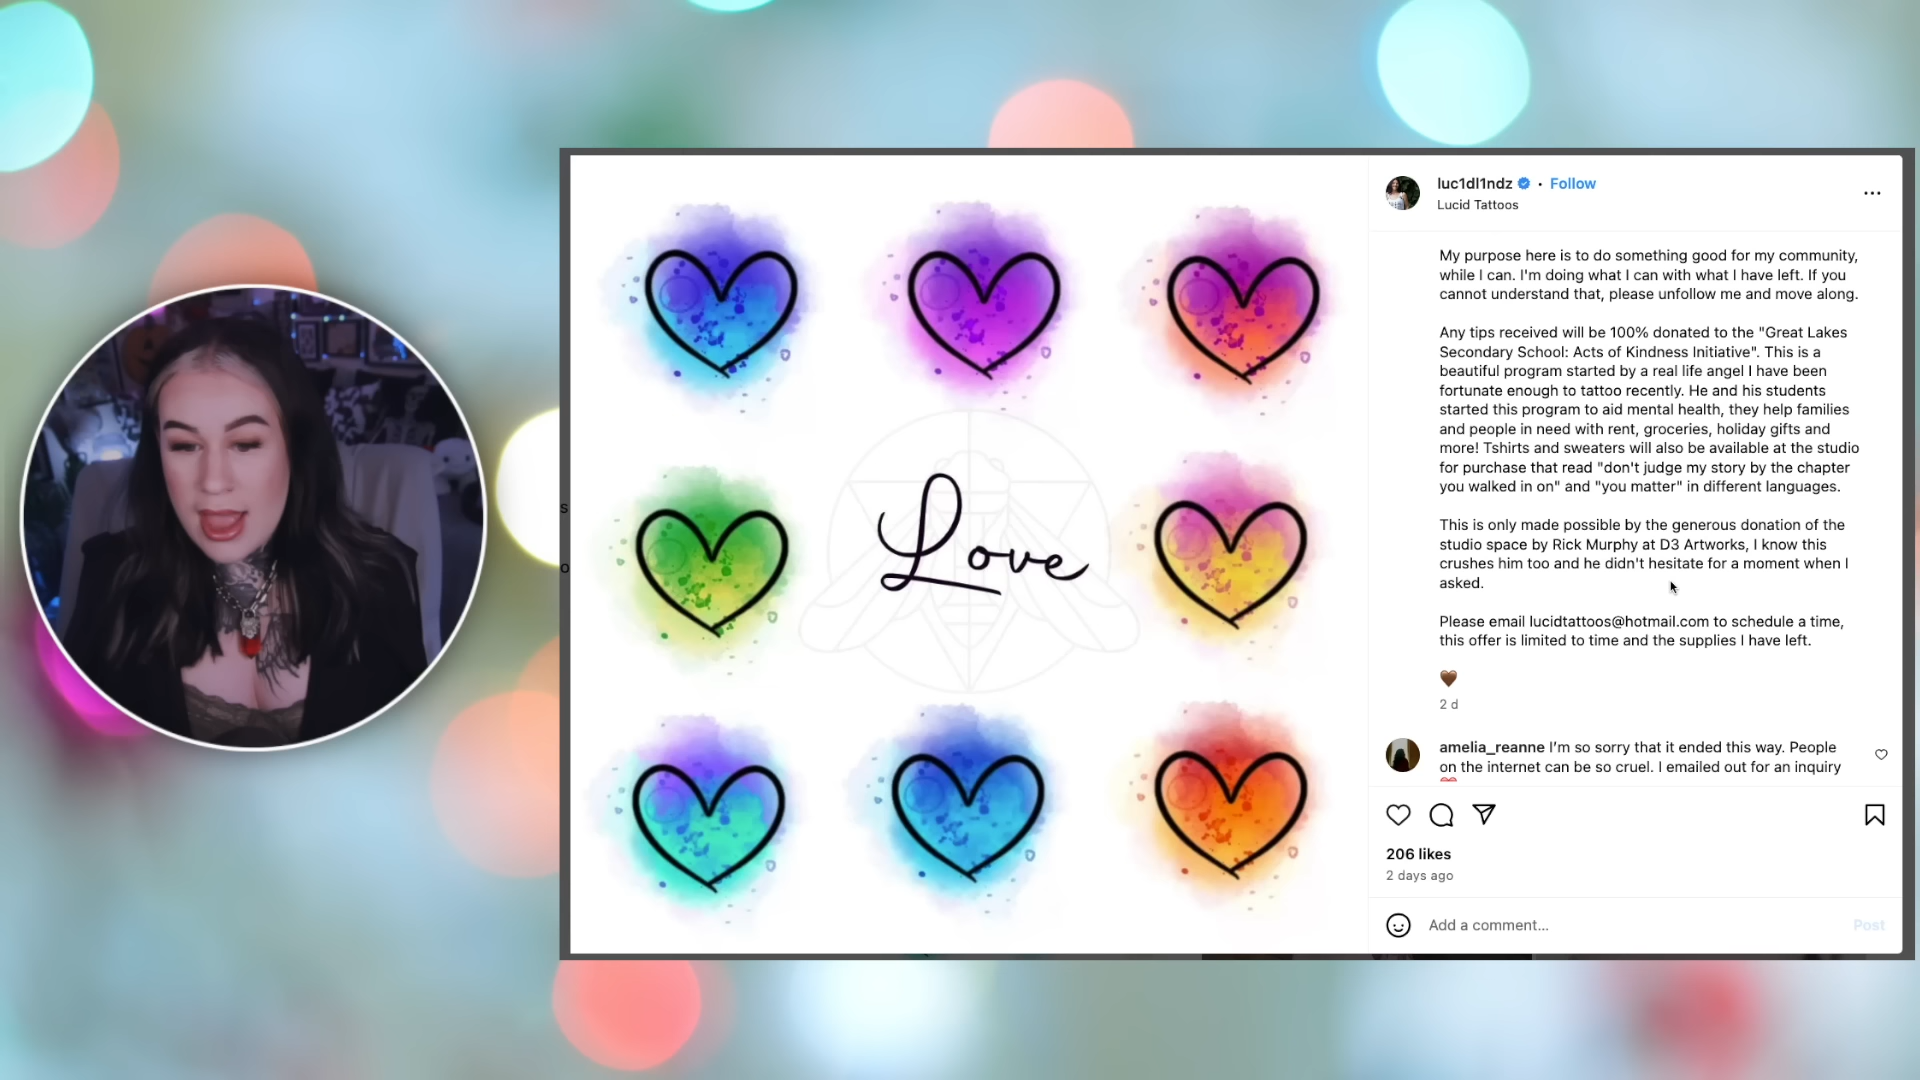 s
o
Love
luc1dl1ndz • Follow
Lucid Tattoos
My purpose here is to do something good for my community,
while I can. I'm doing what I can with what I have left. If you
cannot understand that, please unfollow me and move along.
Any tips received will be 100% donated to the "Great Lakes
Secondary School: Acts of Kindness Initiative". This is a
beautiful program started by a real life angel I have been
fortunate enough to tattoo recently. He and his students
started this program to aid mental health, they help families
and people in need with rent, groceries, holiday gifts and
more! Tshirts and sweaters will also be available at the studio
for purchase that read "don't judge my story by the chapter
you walked in on" and "you matter" in different languages.
This is only made possible by the generous donation of the
studio space by Rick Murphy at D3 Artworks, I know this
crushes him too and he didn't hesitate for a moment when I
asked.
Please email lucidtattoos@hotmail.com to schedule a time,
this offer is limited to time and the supplies I have left.
🤎
2 d
amelia_reanne I'm so sorry that it ended this way. People
on the internet can be so cruel. I emailed out for an inquiry
206 likes
2 days ago
Add a comment...
Post